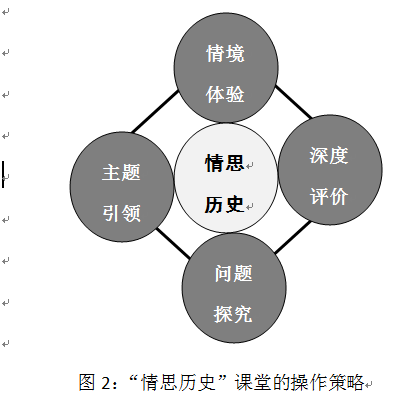 情境
体验
主题
引领
情思
历史
深度
评价
问题
探究
图 2：“情思历史”课堂的操作策略